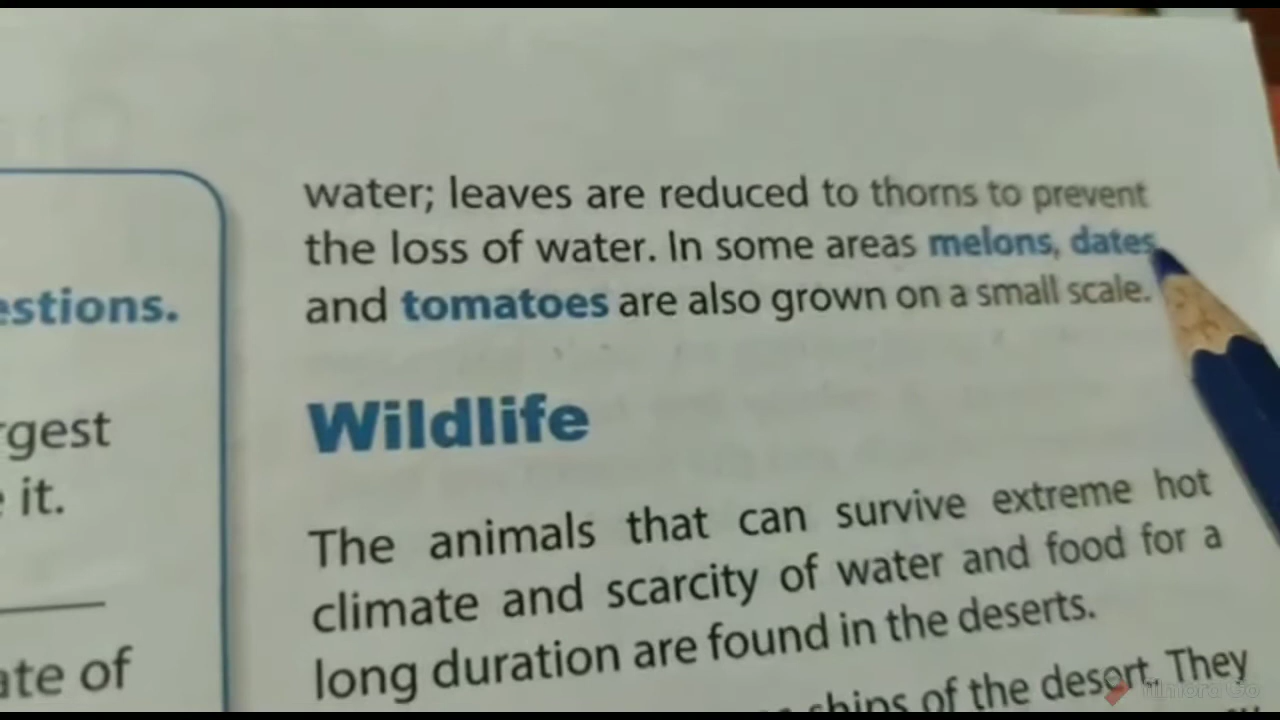 water; leaves are reduced to thorns to prevent
the loss of water. In some areas melons, dates
and tomatoes are also grown on a small scale.
estions.
Wildlife
rgest
it.
The animals that can survive extreme hot
climate and scarcity of water and food for a
long duration are found in the deserts.
ate of
ships of the desert. They
filmora Go